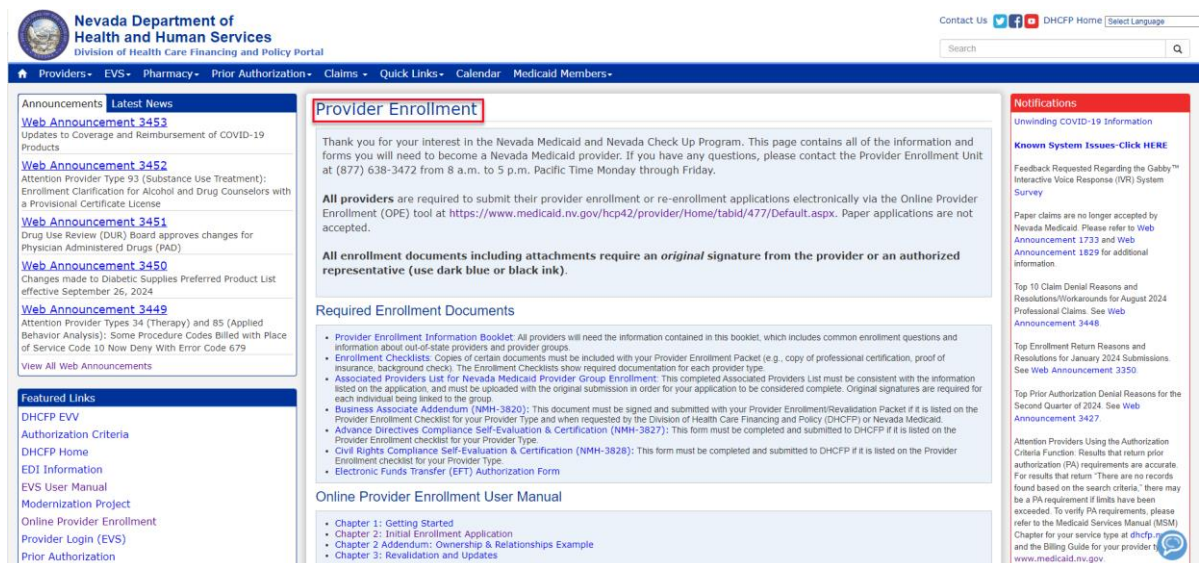 Nevada Department of
Health and Human Services
Division of Health Care Financing and Policy Portal
Contact Us DHCFP Home Select Language
Search
Providers EVS Pharmacy Prior Authorization Claims Quick Links Calendar Medicaid Members
Announcements Latest News
Web Announcement 3453
Updates to Coverage and Reimbursement of COVID-19
Products
Web Announcement 3452
Attention Provider Type 93 (Substance Use Treatment):
Enrollment Clarification for Alcohol and Drug Counselors with
a Provisional Certificate License
Web Announcement 3451
Drug Use Review (DUR) Board approves changes for
Physician Administered Drugs (PAD)
Web Announcement 3450
Changes made to Diabetic Supplies Preferred Product List
effective September 26, 2024
Web Announcement 3449
Attention Provider Types 34 (Therapy) and 85 (Applied
Behavior Analysis): Some Procedure Codes Billed with Place
of Service Code 10 Now Deny With Error Code 679
View All Web Announcements
Featured Links
DHCFP EVV
Authorization Criteria
DHCFP Home
EDI Information
EVS User Manual
Modernization Project
Online Provider Enrollment
Provider Login (EVS)
Prior Authorization
Provider Enrollment
Thank you for your interest in the Nevada Medicaid and Nevada Check Up Program. This page contains all of the information and
forms you will need to become a Nevada Medicaid provider. If you have any questions, please contact the Provider Enrollment Unit
at (877) 638-3472 from 8 a.m. to 5 p.m. Pacific Time Monday through Friday.
All providers are required to submit their provider enrollment or re-enrollment applications electronically via the Online Provider
Enrollment (OPE) tool at https://www.medicaid.nv.gov/hcp42/provider/Home/tabid/477/Default.aspx. Paper applications are not
accepted.
All enrollment documents including attachments require an original signature from the provider or an authorized
representative (use dark blue or black ink).
Required Enrollment Documents
• Provider Enrollment Information Booklet: All providers will need the information contained in this booklet, which includes common enrollment questions and
information about out-of-state providers and provider groups.
• Enrollment Checklists: Copies of certain documents must be included with your Provider Enrollment Packet (e.g., copy of professional certification, proof of
insurance, background check). The Enrollment Checklists show required documentation for each provider type.
• Associated Providers List for Nevada Medicaid Provider Group Enrollment: This completed Associated Providers List must be consistent with the information
listed on the application, and must be uploaded with the original submission in order for your application to be considered complete. Original signatures are required for
each individual being linked to the group.
• Business Associate Addendum (NMH-3820): This document must be signed and submitted with your Provider Enrollment/Revalidation Packet if it is listed on the
Provider Enrollment Checklist for your Provider Type and when requested by the Division of Health Care Financing and Policy (DHCFP) or Nevada Medicaid.
• Advance Directives Compliance Self-Evaluation & Certification (NMH-3827): This form must be completed and submitted to DHCFP if it is listed on the
Provider Enrollment checklist for your Provider Type.
• Civil Rights Compliance Self-Evaluation & Certification (NMH-3828): This form must be completed and submitted to DHCFP if it is listed on the Provider
Enrollment checklist for your Provider Type.
• Electronic Funds Transfer (EFT) Authorization Form
Online Provider Enrollment User Manual
• Chapter 1: Getting Started
• Chapter 2: Initial Enrollment Application
• Chapter 2 Addendum: Ownership & Relationships Example
• Chapter 3: Revalidation and Updates
Notifications
Unwinding COVID-19 Information
Known System Issues-Click HERE
Feedback Requested Regarding the Gabby™
Interactive Voice Response (IVR) System
Survey
Paper claims are no longer accepted by
Nevada Medicaid. Please refer to Web
Announcement 1733 and Web
Announcement 1829 for additional
information.
Top 10 Claim Denial Reasons and
Resolutions/Workarounds for August 2024
Professional Claims. See Web
Announcement 3448.
Top Enrollment Return Reasons and
Resolutions for January 2024 Submissions.
See Web Announcement 3350.
Top Prior Authorization Denial Reasons for the
Second Quarter of 2024. See Web
Announcement 3427.
Attention Providers Using the Authorization
Criteria Function: Results that return prior
authorization (PA) requirements are accurate.
For results that return "There are no records
found based on the search criteria," there may
be a PA requirement if limits have been
exceeded. To verify PA requirements, please
refer to the Medicaid Services Manual (MSM)
Chapter for your service type at dhcfp.n
and the Billing Guide for your provider t
www.medicaid.nv.gov.